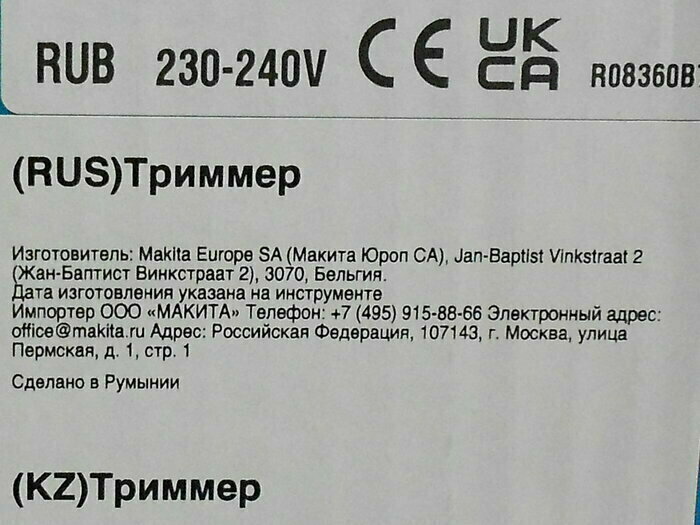 RUB 230-240V CE UK CA R08360B
(RUS)Триммер
Изготовитель: Makita Europe SA (Макита Юроп СА), Jan-Baptist Vinkstraat 2
(Жан-Баптист Винкстраат 2), 3070, Бельгия.
Дата изготовления указана на инструменте
Импортер ООО «МАКИТА» Телефон: +7 (495) 915-88-66 Электронный адрес:
office@makita.ru Адрес: Российская Федерация, 107143, г. Москва, улица
Пермская, д. 1, стр. 1
Сделано в Румынии
(KZ)Триммер